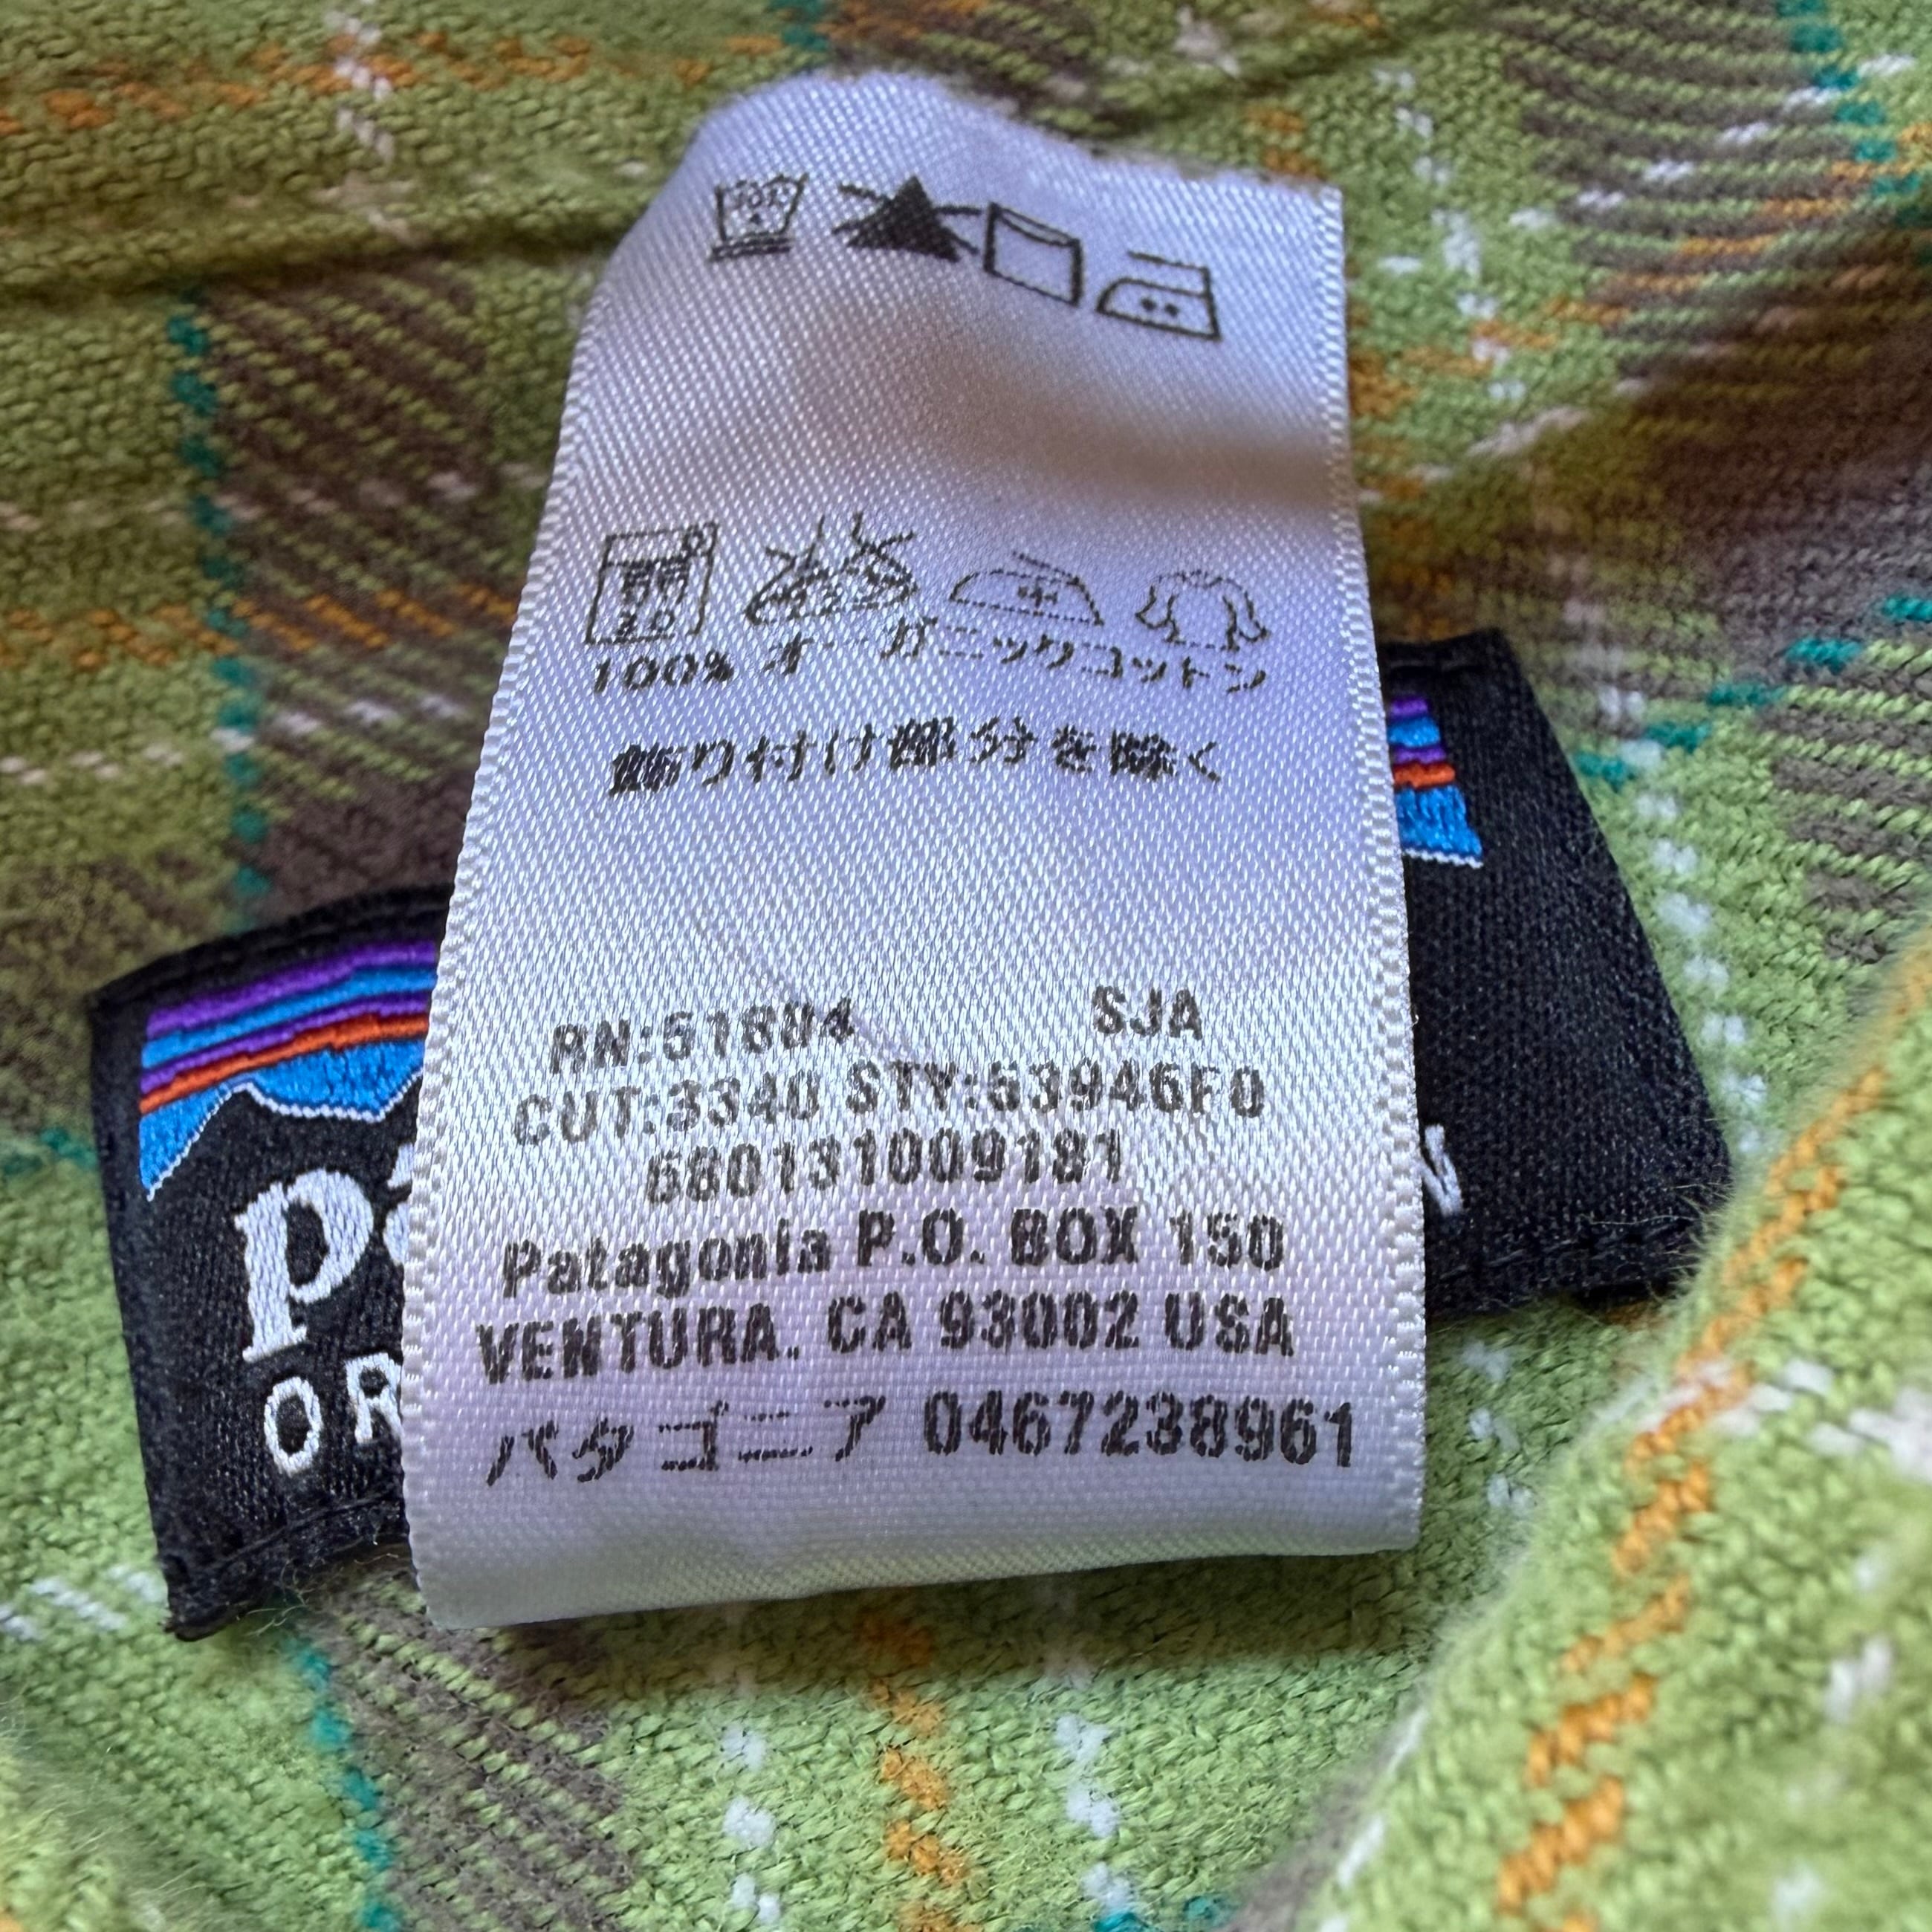 100% オーガニックコットン
飾り付け部分を除く
RN:51884 SJA
CUT:3340 STY:53946F0
680131009181
Patagonia P.O. BOX 150
VENTURA. CA 93002 USA
パタゴニア 0467238961